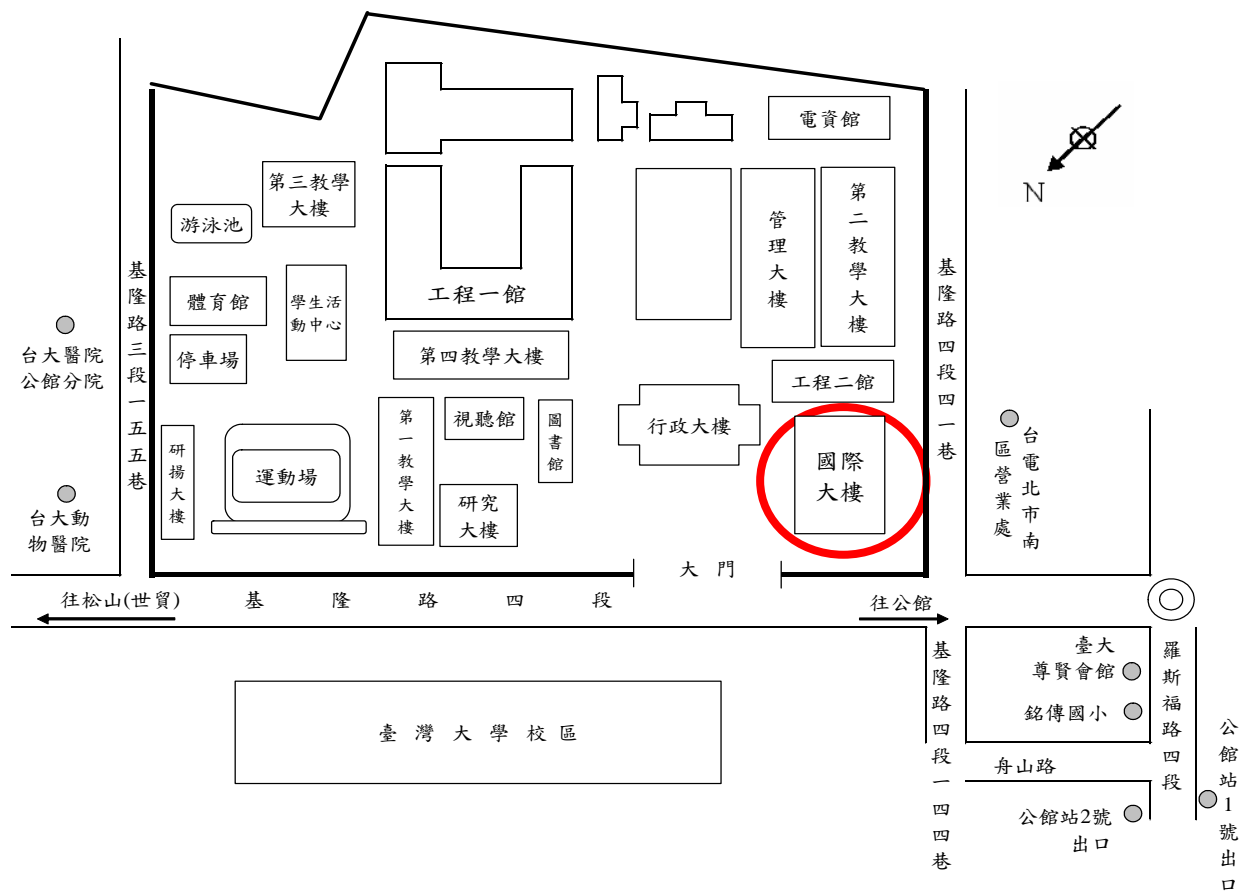 電資館
N
第三教學
大樓
游泳池
管理大樓
第二教學大樓
基隆路三段一五五巷
基隆路四段四一巷
體育館
學生活
動中心
工程一館
台大醫院
公館分院
停車場
第四教學大樓
工程二館
第一教學大樓
視聽館
圖書館
行政大樓
台電北市南
區營業處
研揚大樓
運動場
國際
大樓
研究
大樓
台大動
物醫院
大門
往松山(世貿)
基隆路四段
往公館
基隆路四段一四四巷
臺大
尊賢會館
羅斯福路四段
銘傳國小
臺灣大學校區
舟山路
公館站1號出口
公館站2號
出口